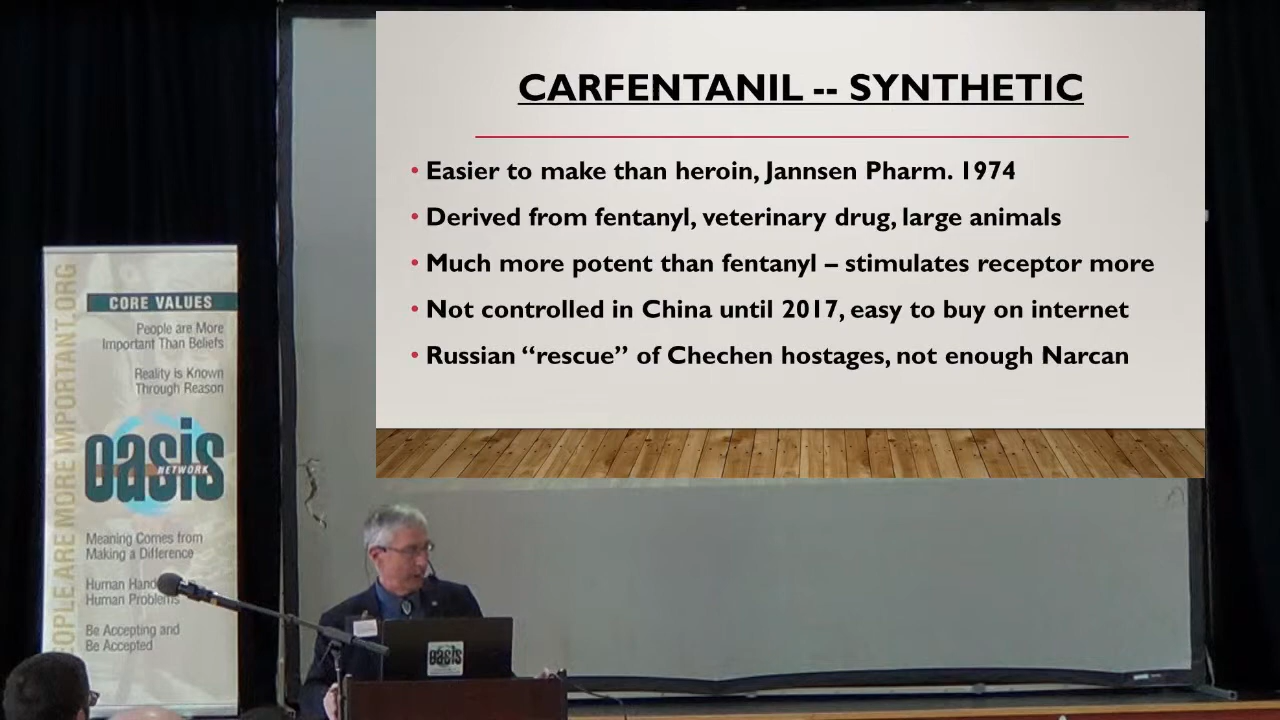 CARFENTANIL -- SYNTHETIC
• Easier to make than heroin, Jannsen Pharm. 1974
• Derived from fentanyl, veterinary drug, large animals
• Much more potent than fentanyl – stimulates receptor more
• Not controlled in China until 2017, easy to buy on internet
• Russian “rescue” of Chechen hostages, not enough Narcan
CORE VALUES
People are More
Important Than Beliefs
Reality is Known
Through Reason
oasis
NETWORK
Meaning Comes from
Making a Difference
Human
Human Problems
Be Accepting and
Be Accepted
ARE MORE IMPORTANT.ORG
oasis